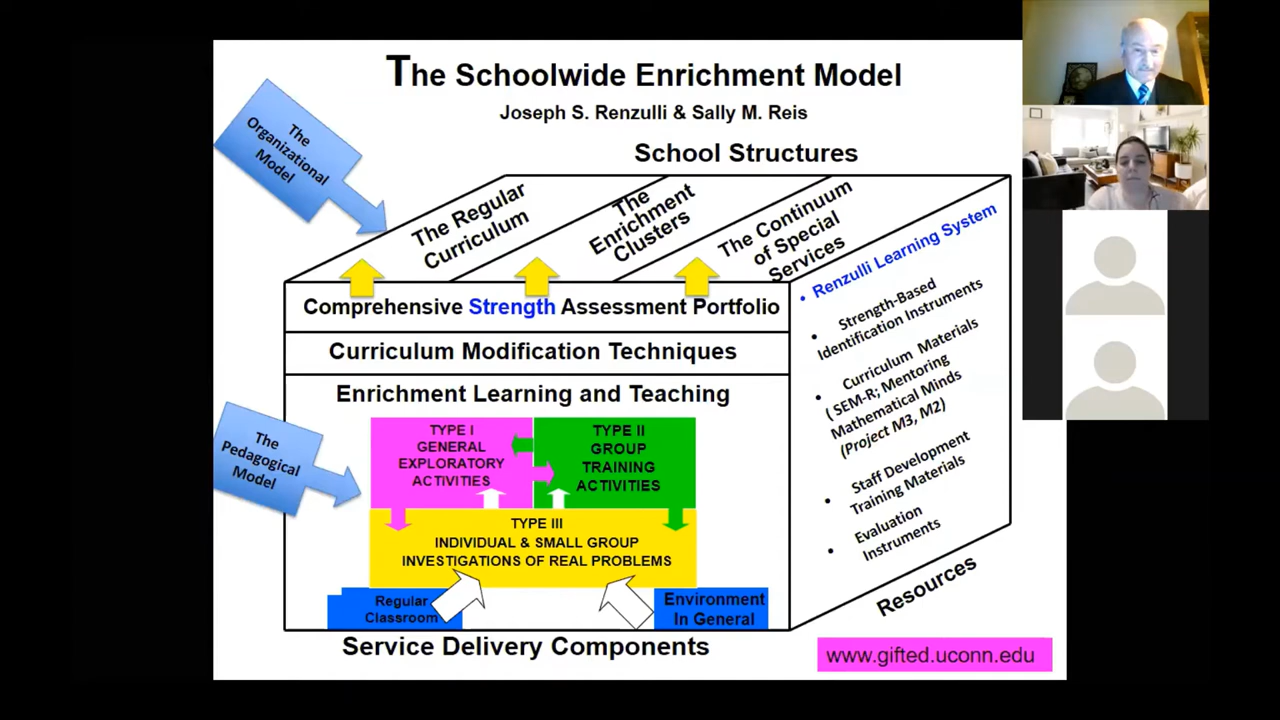 The Schoolwide Enrichment Model
Joseph S. Renzulli & Sally M. Reis
School Structures
The
Organizational
Model
The Regular
Curriculum
The
Enrichment
Clusters
The Continuum
of Special
Services
Comprehensive Strength Assessment Portfolio
Curriculum Modification Techniques
Enrichment Learning and Teaching
The
Pedagogical
Model
TYPE I
GENERAL
EXPLORATORY
ACTIVITIES
TYPE II
GROUP
TRAINING
ACTIVITIES
TYPE III
INDIVIDUAL & SMALL GROUP
INVESTIGATIONS OF REAL PROBLEMS
Regular
Classroom
Environment
In General
Service Delivery Components
• Renzulli Learning System
• Strength-Based
Identification Instruments
• Curriculum Materials
( SEM-R; Mentoring
Mathematical Minds
(Project M3, M2)
• Staff Development
Training Materials
• Evaluation
Instruments
Resources
www.gifted.uconn.edu